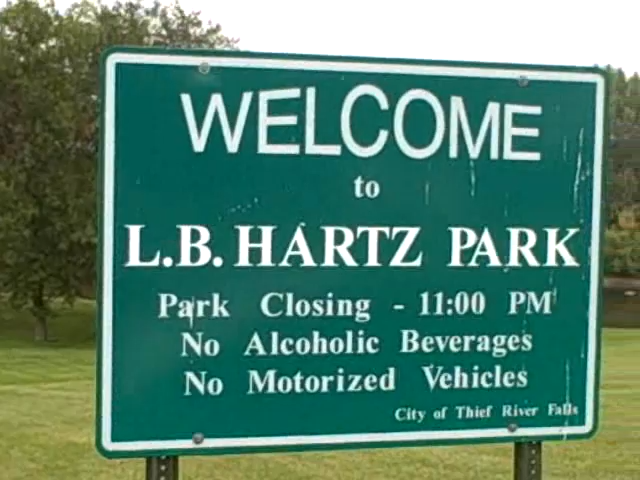 WELCOME
to
L.B. HARTZ PARK
Park Closing - 11:00 PM
No Alcoholic Beverages
No Motorized Vehicles
City of Thief River Falls